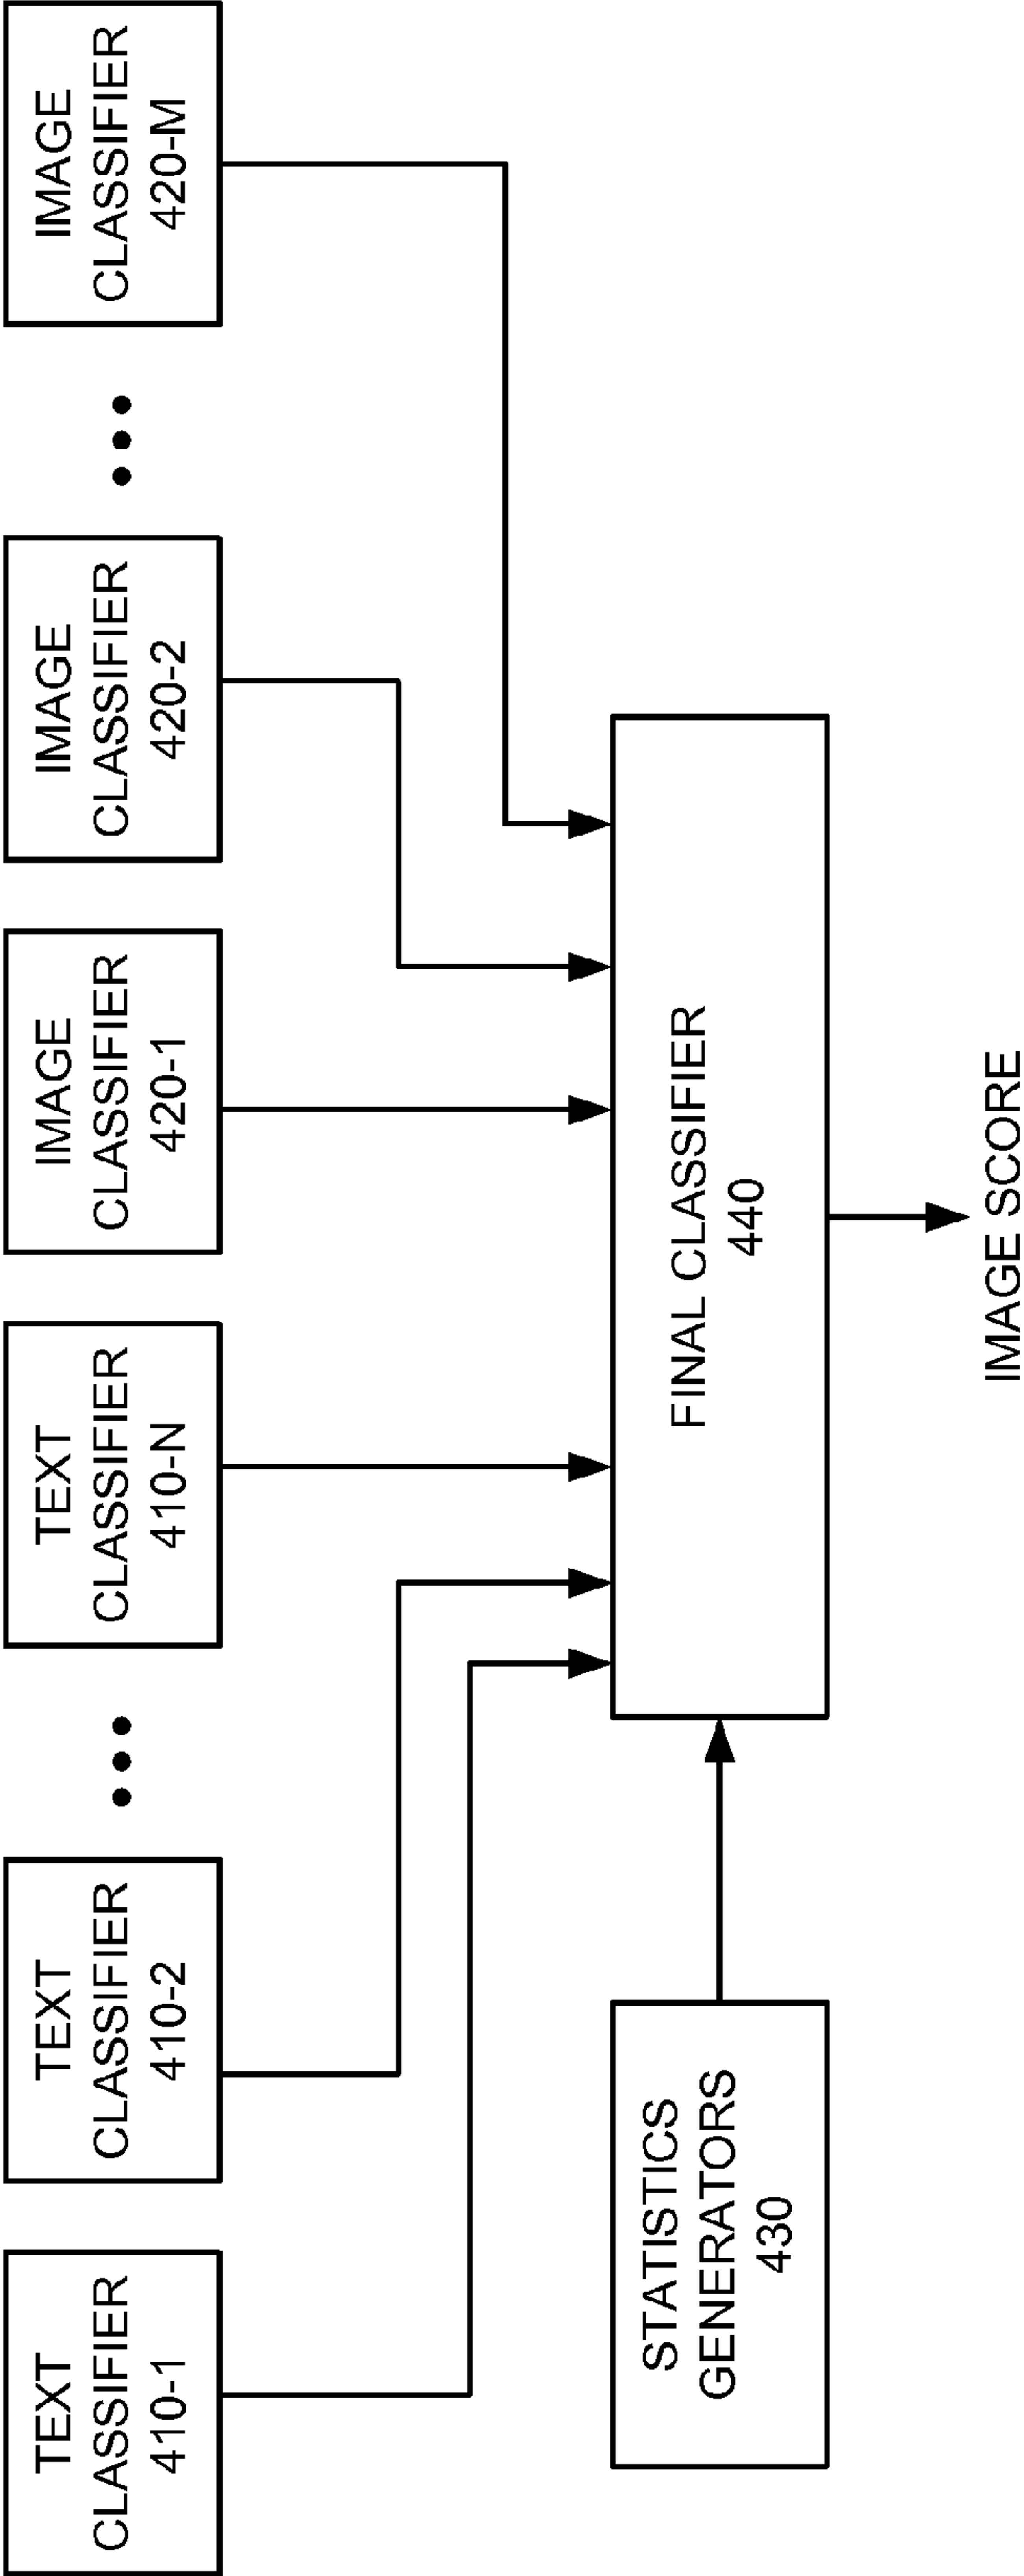 TEXT
CLASSIFIER
410-1
TEXT
CLASSIFIER
410-2
TEXT
CLASSIFIER
410-N
IMAGE
CLASSIFIER
420-1
IMAGE
CLASSIFIER
420-2
IMAGE
CLASSIFIER
420-M
STATISTICS
GENERATORS
430
FINAL CLASSIFIER
440
IMAGE SCORE